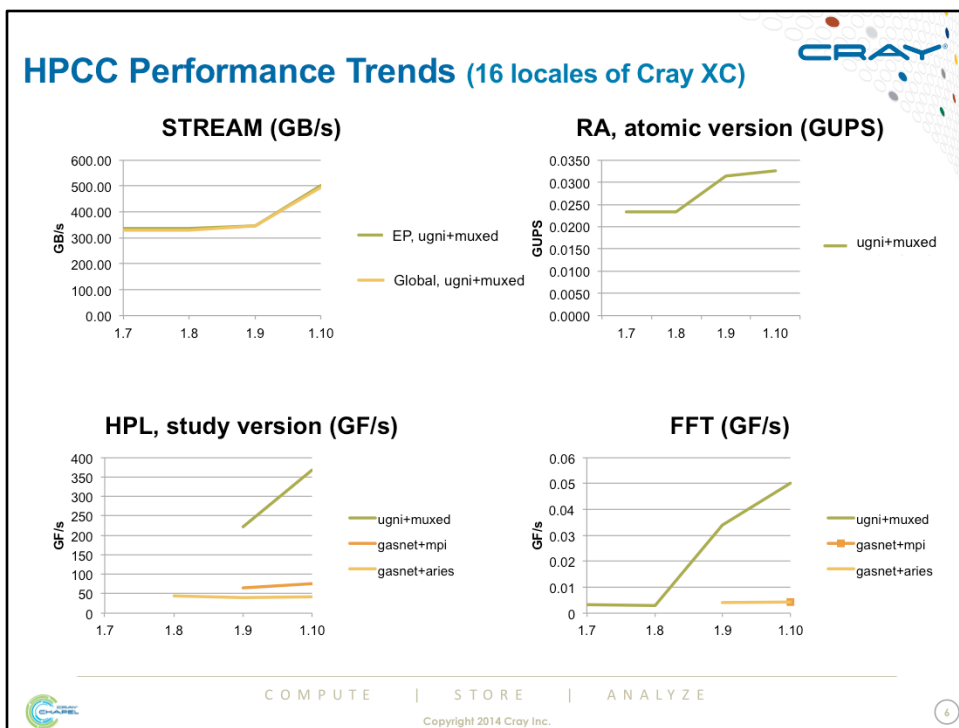 CRAY®
HPCC Performance Trends (16 locales of Cray XC)
STREAM (GB/s)
600.00
500.00
400.00
300.00
200.00
100.00
0.00
GB/s
1.7 1.8 1.9 1.10
EP, ugni+muxed
Global, ugni+muxed
RA, atomic version (GUPS)
0.0350
0.0300
0.0250
0.0200
0.0150
0.0100
0.0050
0.0000
GUPS
1.7 1.8 1.9 1.10
ugni+muxed
HPL, study version (GF/s)
400
350
300
250
200
150
100
50
0
GF/s
1.7 1.8 1.9 1.10
ugni+muxed
gasnet+mpi
gasnet+aries
FFT (GF/s)
0.06
0.05
0.04
0.03
0.02
0.01
0
GF/s
1.7 1.8 1.9 1.10
ugni+muxed
gasnet+mpi
gasnet+aries
COMPUTE | STORE | ANALYZE
CRAY
CHAPEL
Copyright 2014 Cray Inc.
6